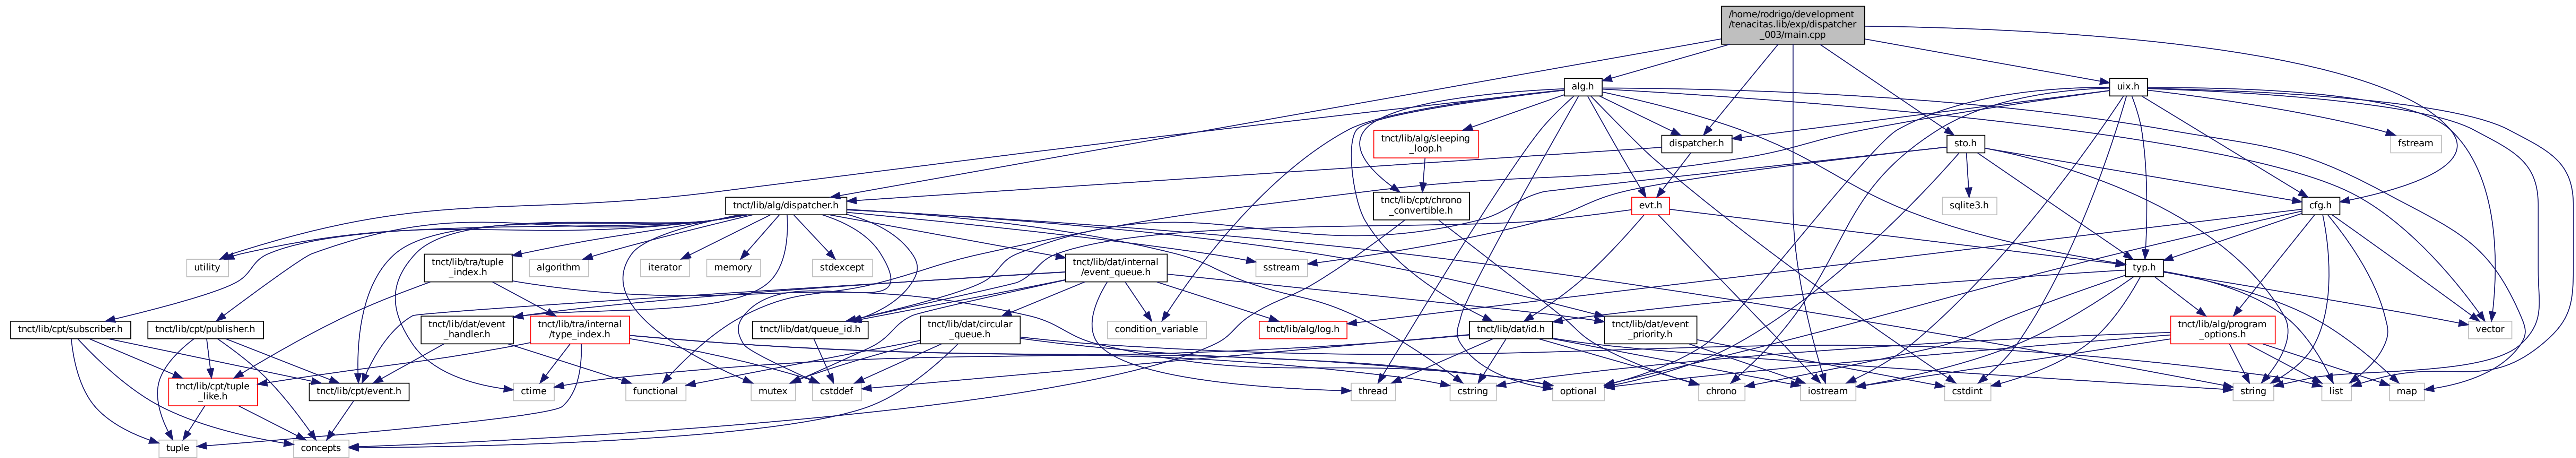 /home/rodrigo/development
/tenacitas.lib/exp/dispatcher
_003/main.cpp
alg.h
uix.h
tnct/lib/alg/sleeping
_loop.h
dispatcher.h
fstream
sto.h
tnct/lib/alg/dispatcher.h
tnct/lib/cpt/chrono
_convertible.h
evt.h
sqlite3.h
cfg.h
utility
tnct/lib/tra/tuple
_index.h
algorithm
iterator
memory
stdexcept
tnct/lib/dat/internal
/event_queue.h
sstream
typ.h
tnct/lib/cpt/subscriber.h
tnct/lib/cpt/publisher.h
tnct/lib/dat/event
_handler.h
tnct/lib/tra/internal
/type_index.h
tnct/lib/dat/queue_id.h
tnct/lib/dat/circular
_queue.h
condition_variable
tnct/lib/alg/log.h
tnct/lib/dat/id.h
tnct/lib/dat/event
_priority.h
tnct/lib/alg/program
_options.h
vector
tnct/lib/cpt/tuple
_like.h
tnct/lib/cpt/event.h
ctime
functional
mutex
cstddef
thread
cstring
optional
chrono
iostream
cstdint
string
list
map
tuple
concepts